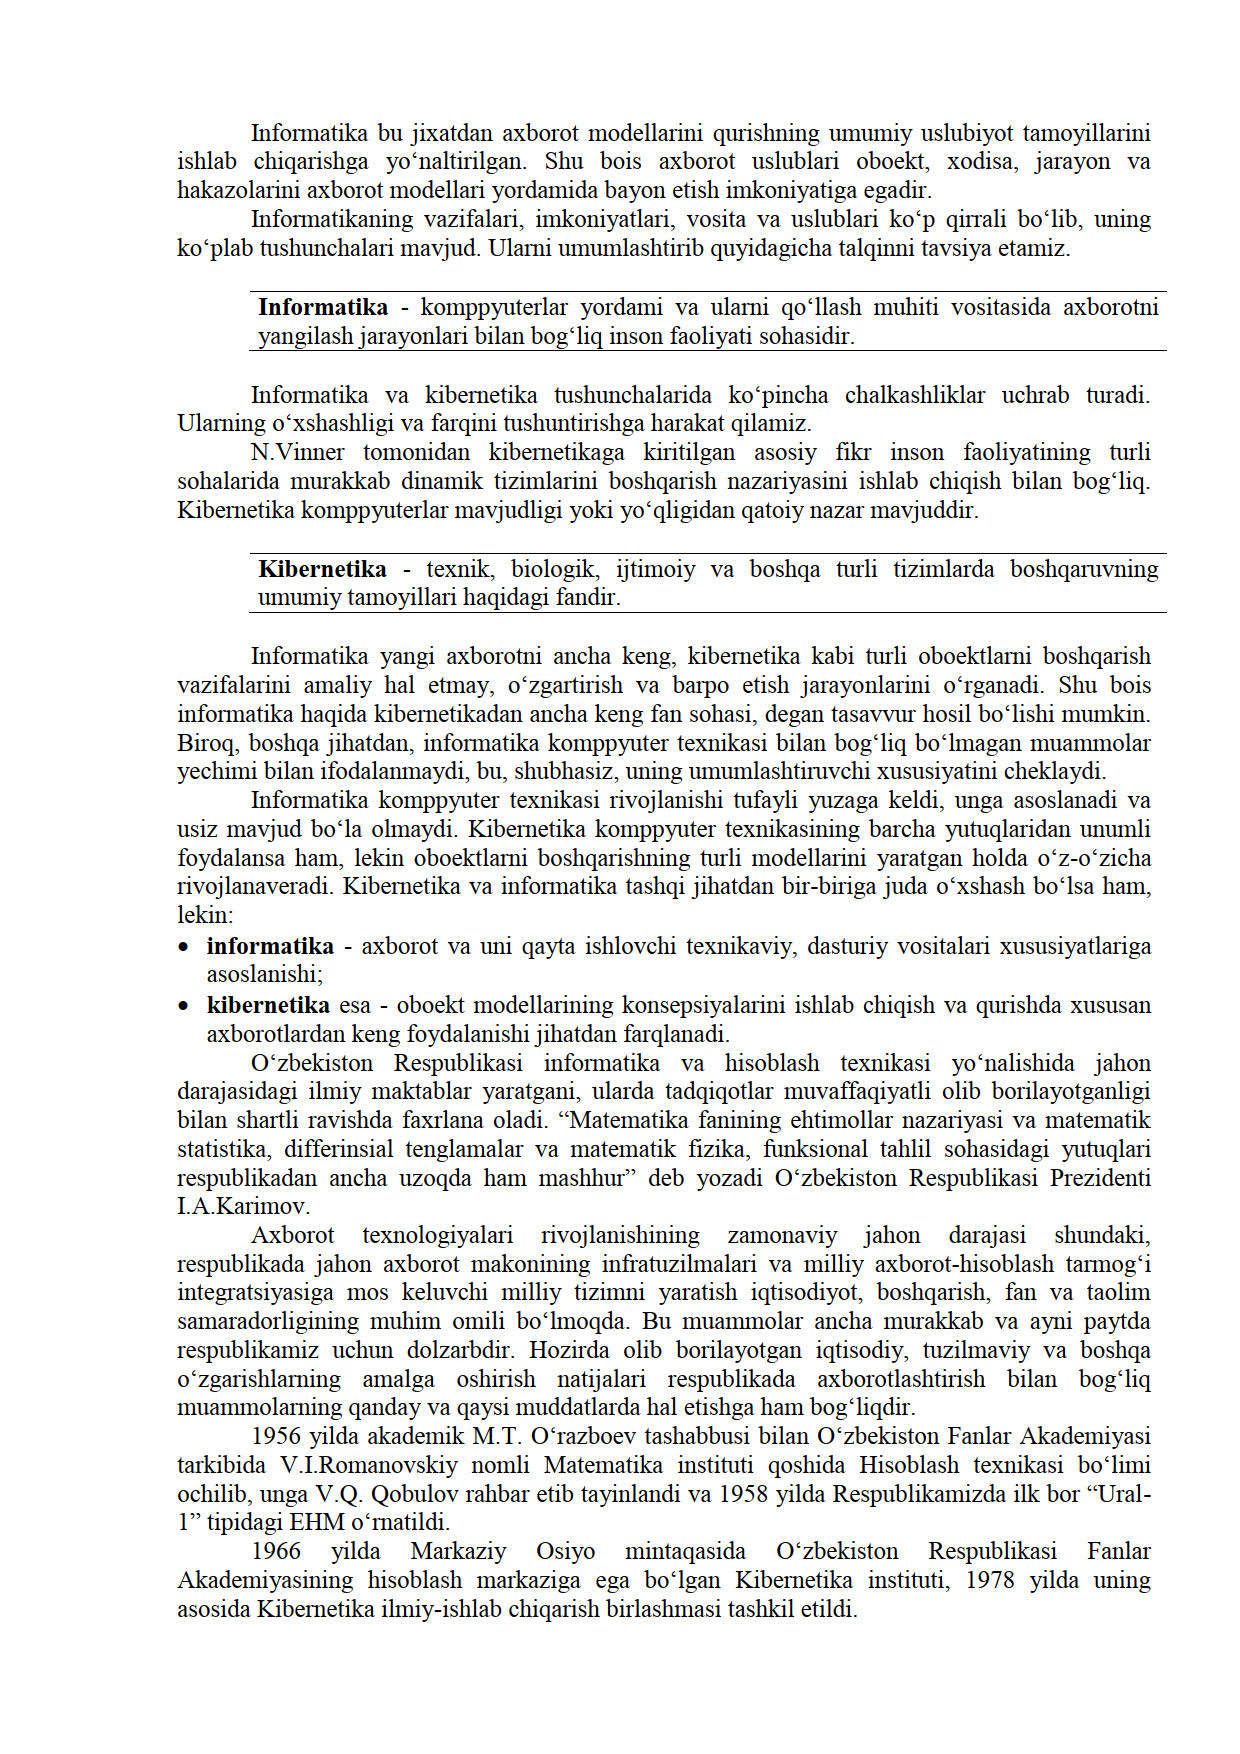 Informatika bu jixatdan axborot modellarini qurishning umumiy uslubiyot tamoyillarini
ishlab chiqarishga yo‘naltirilgan. Shu bois axborot uslublari oboekt, xodisa, jarayon va
hakazolarini axborot modellari yordamida bayon etish imkoniyatiga egadir.
Informatikaning vazifalari, imkoniyatlari, vosita va uslublari ko‘p qirrali bo‘lib, uning
ko‘plab tushunchalari mavjud. Ularni umumlashtirib quyidagicha talqinni tavsiya etamiz.
Informatika - komppyuterlar yordami va ularni qo‘llash muhiti vositasida axborotni
yangilash jarayonlari bilan bog‘liq inson faoliyati sohasidir.
Informatika va kibernetika tushunchalarida ko‘pincha chalkashliklar uchrab turadi.
Ularning o‘xshashligi va farqini tushuntirishga harakat qilamiz.
N.Vinner tomonidan kibernetikaga kiritilgan asosiy fikr inson faoliyatining turli
sohalarida murakkab dinamik tizimlarini boshqarish nazariyasini ishlab chiqish bilan bog‘liq.
Kibernetika komppyuterlar mavjudligi yoki yo‘qligidan qatoiy nazar mavjuddir.
Kibernetika - texnik, biologik, ijtimoiy va boshqa turli tizimlarda boshqaruvning
umumiy tamoyillari haqidagi fandir.
Informatika yangi axborotni ancha keng, kibernetika kabi turli oboektlarni boshqarish
vazifalarini amaliy hal etmay, o‘zgartirish va barpo etish jarayonlarini o‘rganadi. Shu bois
informatika haqida kibernetikadan ancha keng fan sohasi, degan tasavvur hosil bo‘lishi mumkin.
Biroq, boshqa jihatdan, informatika komppyuter texnikasi bilan bog‘liq bo‘lmagan muammolar
yechimi bilan ifodalanmaydi, bu, shubhasiz, uning umumlashtiruvchi xususiyatini cheklaydi.
Informatika komppyuter texnikasi rivojlanishi tufayli yuzaga keldi, unga asoslanadi va
usiz mavjud bo‘la olmaydi. Kibernetika komppyuter texnikasining barcha yutuqlaridan unumli
foydalansa ham, lekin oboektlarni boshqarishning turli modellarini yaratgan holda o‘z-o‘zicha
rivojlanaveradi. Kibernetika va informatika tashqi jihatdan bir-biriga juda o‘xshash bo‘lsa ham,
lekin:
• informatika - axborot va uni qayta ishlovchi texnikaviy, dasturiy vositalari xususiyatlariga
asoslanishi;
• kibernetika esa - oboekt modellarining konsepsiyalarini ishlab chiqish va qurishda xususan
axborotlardan keng foydalanishi jihatdan farqlanadi.
O‘zbekiston Respublikasi informatika va hisoblash texnikasi yo‘nalishida jahon
darajasidagi ilmiy maktablar yaratgani, ularda tadqiqotlar muvaffaqiyatli olib borilayotganligi
bilan shartli ravishda faxrlana oladi. “Matematika fanining ehtimollar nazariyasi va matematik
statistika, differinsial tenglamalar va matematik fizika, funksional tahlil sohasidagi yutuqlari
respublikadan ancha uzoqda ham mashhur” deb yozadi O‘zbekiston Respublikasi Prezidenti
I.A.Karimov.
Axborot texnologiyalari rivojlanishining zamonaviy jahon darajasi shundaki,
respublikada jahon axborot makonining infratuzilmalari va milliy axborot-hisoblash tarmog‘i
integratsiyasiga mos keluvchi milliy tizimni yaratish iqtisodiyot, boshqarish, fan va taolim
samaradorligining muhim omili bo‘lmoqda. Bu muammolar ancha murakkab va ayni paytda
respublikamiz uchun dolzarbdir. Hozirda olib borilayotgan iqtisodiy, tuzilmaviy va boshqa
o‘zgarishlarning amalga oshirish natijalari respublikada axborotlashtirish bilan bog‘liq
muammolarning qanday va qaysi muddatlarda hal etishga ham bog‘liqdir.
1956 yilda akademik M.T. O‘razboev tashabbusi bilan O‘zbekiston Fanlar Akademiyasi
tarkibida V.I.Romanovskiy nomli Matematika instituti qoshida Hisoblash texnikasi bo‘limi
ochilib, unga V.Q. Qobulov rahbar etib tayinlandi va 1958 yilda Respublikamizda ilk bor “Ural-
1” tipidagi EHM o‘rnatildi.
1966 yilda Markaziy Osiyo mintaqasida O‘zbekiston Respublikasi Fanlar
Akademiyasining hisoblash markaziga ega bo‘lgan Kibernetika instituti, 1978 yilda uning
asosida Kibernetika ilmiy-ishlab chiqarish birlashmasi tashkil etildi.